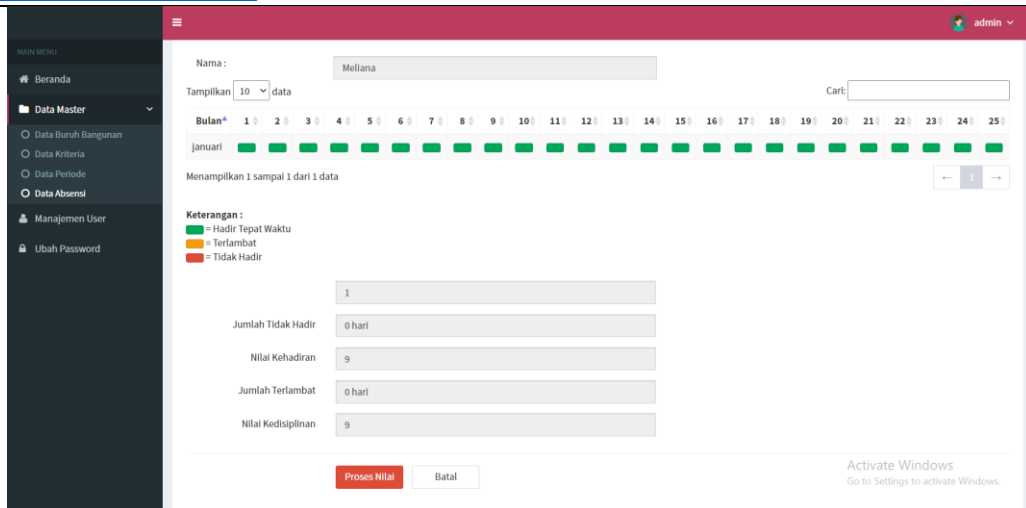 admin
MAIN MENU
Beranda
Data Master
Data Buruh Bangunan
Data Kriteria
Data Periode
Data Absensi
Manajemen User
Ubah Password
Nama :
Meliana
Tampilkan 10 data
Cari:
Bulan 1 2 3 4 5 6 7 8 9 10 11 12 13 14 15 16 17 18 19 20 21 22 23 24 25
januari
Menampilkan 1 sampai 1 dari 1 data
← 1 →
Keterangan :
= Hadir Tepat Waktu
= Terlambat
= Tidak Hadir
1
Jumlah Tidak Hadir 0 hari
Nilai Kehadiran 9
Jumlah Terlambat 0 hari
Nilai Kedisiplinan 9
Proses Nilai Batal
Activate Windows
Go to Settings to activate Windows.